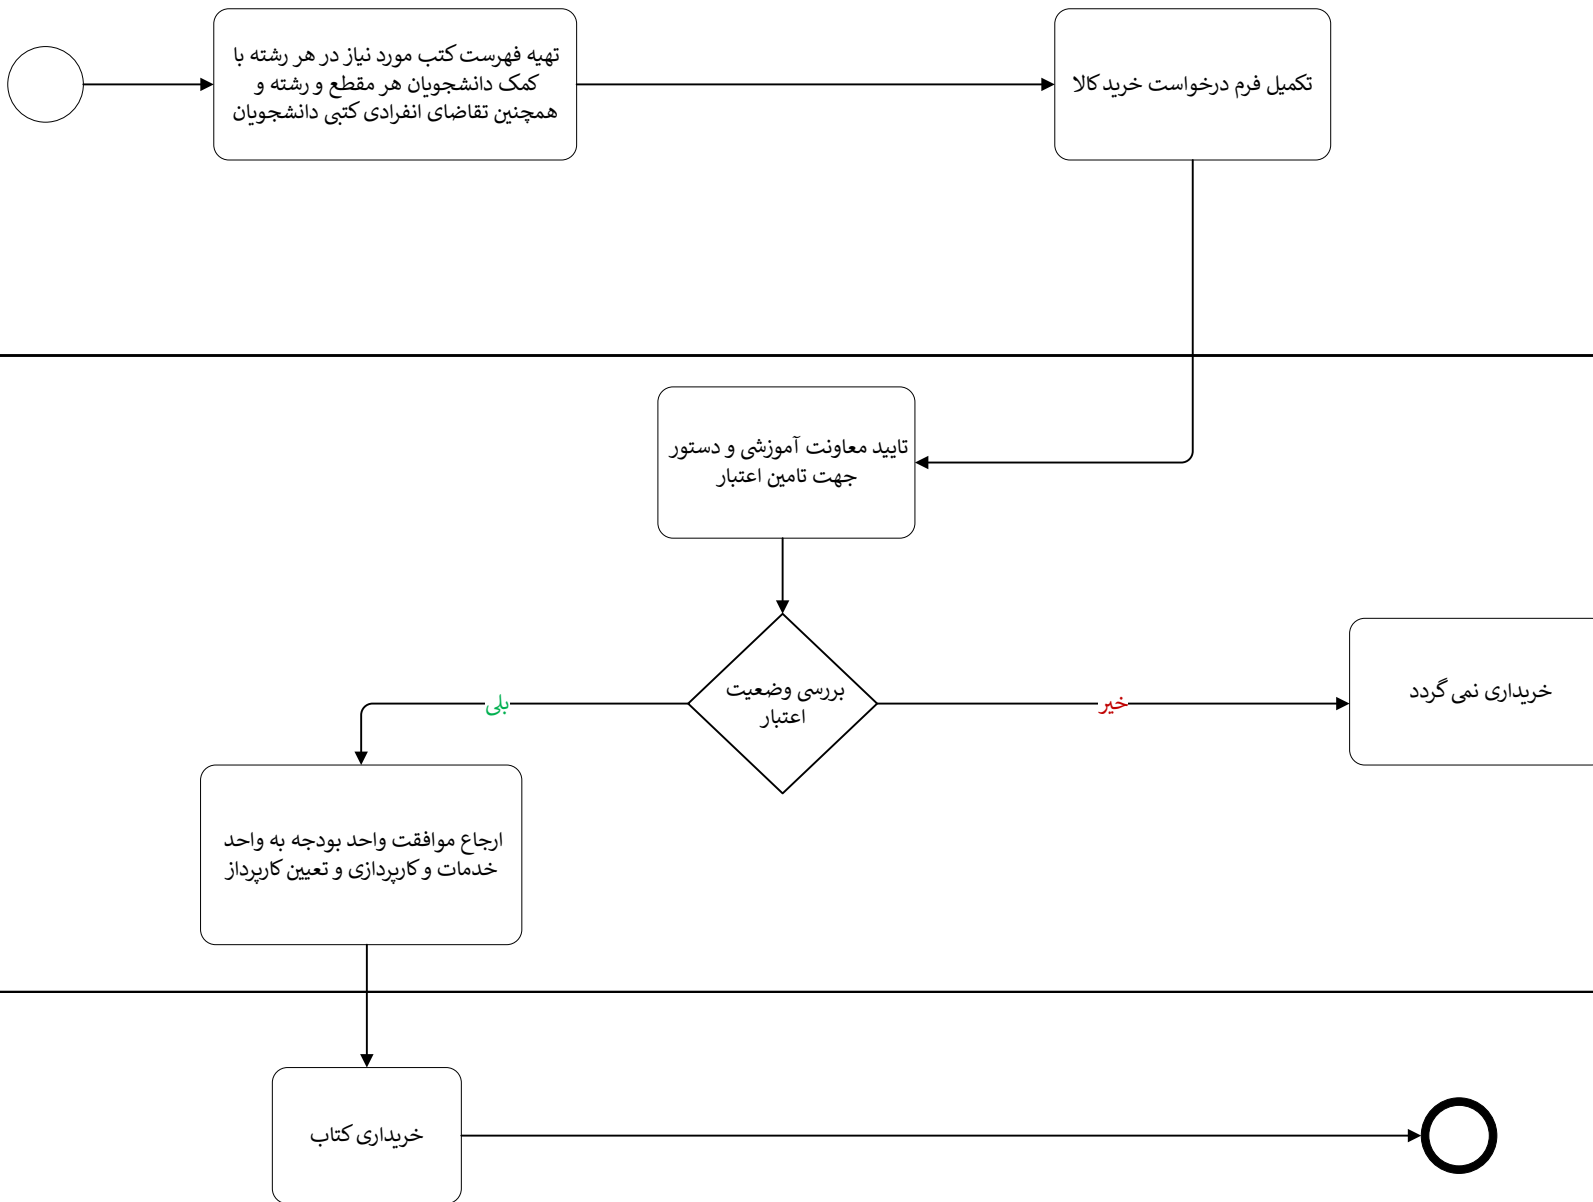 تهیه فهرست کتب مورد نیاز در هر رشته با
کمک دانشجویان هر مقطع و رشته و
همچنین تقاضای انفرادی کتبی دانشجویان
تکمیل فرم درخواست خرید کالا
تایید معاونت آموزشی و دستور
جهت تامین اعتبار
بررسی وضعیت
اعتبار
بلی
خیر
خریداری نمی گردد
ارجاع موافقت واحد بودجه به واحد
خدمات و کارپردازی و تعیین کارپرداز
خریداری کتاب